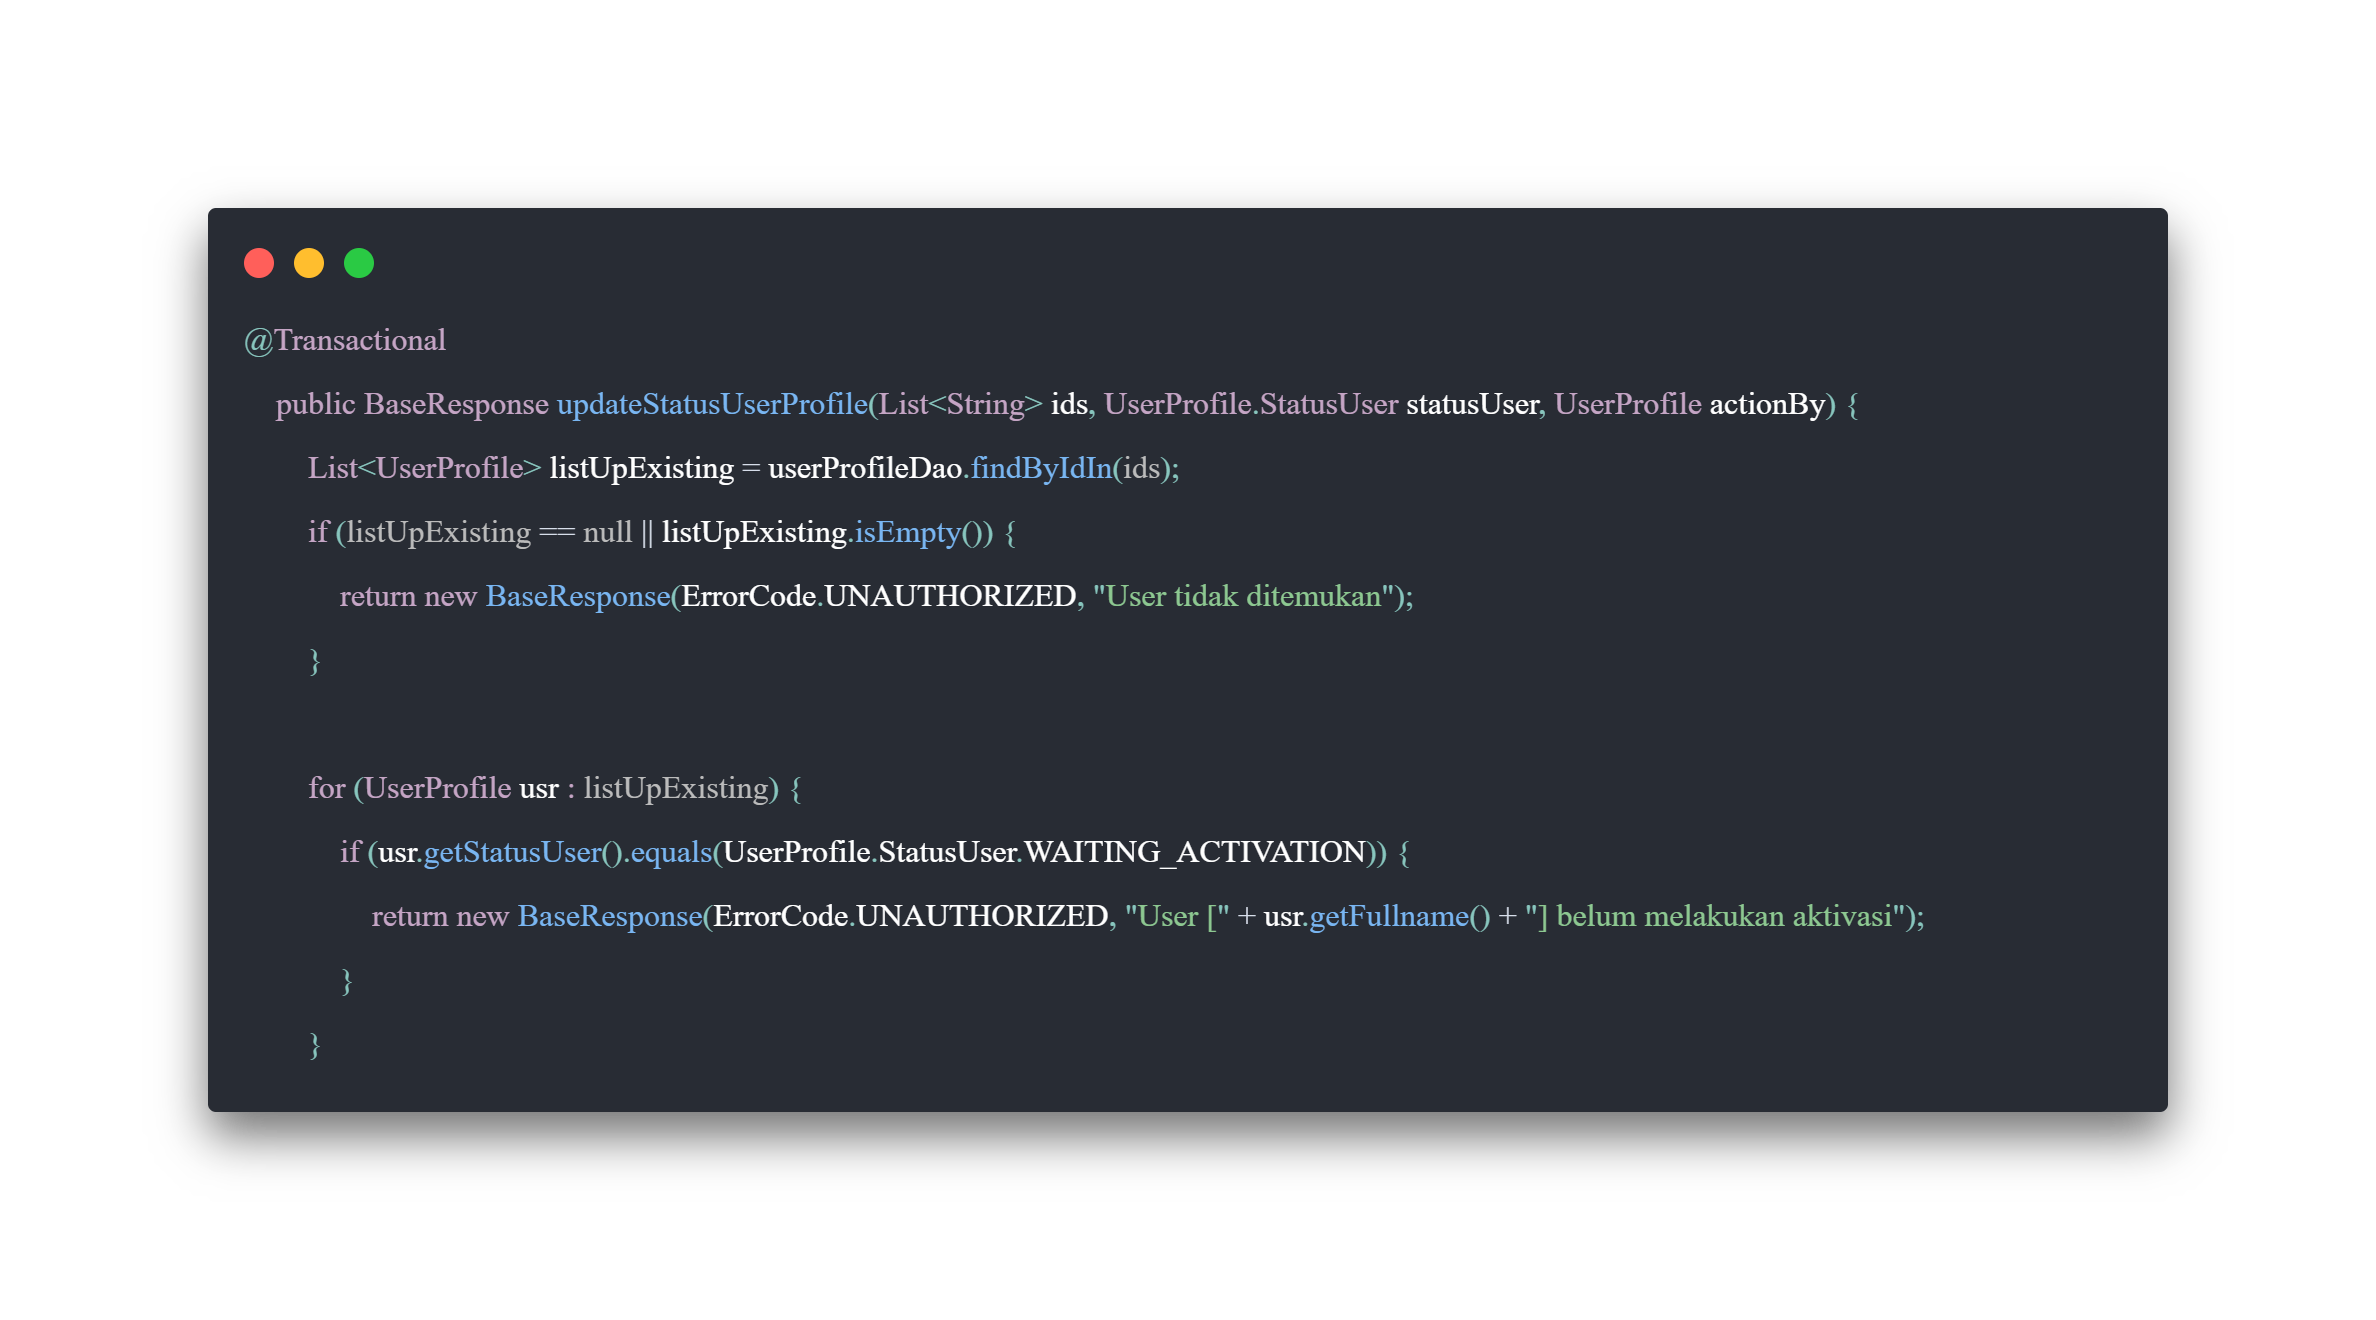 @Transactional
public BaseResponse updateStatusUserProfile(List<String> ids, UserProfile.StatusUser statusUser, UserProfile actionBy) {
List<UserProfile> listUpExisting = userProfileDao.findByIdIn(ids);
if (listUpExisting == null || listUpExisting.isEmpty()) {
return new BaseResponse(ErrorCode.UNAUTHORIZED, "User tidak ditemukan");
}
for (UserProfile usr : listUpExisting) {
if (usr.getStatusUser().equals(UserProfile.StatusUser.WAITING_ACTIVATION)) {
return new BaseResponse(ErrorCode.UNAUTHORIZED, "User [" + usr.getFullname() + "] belum melakukan aktivasi");
}
}